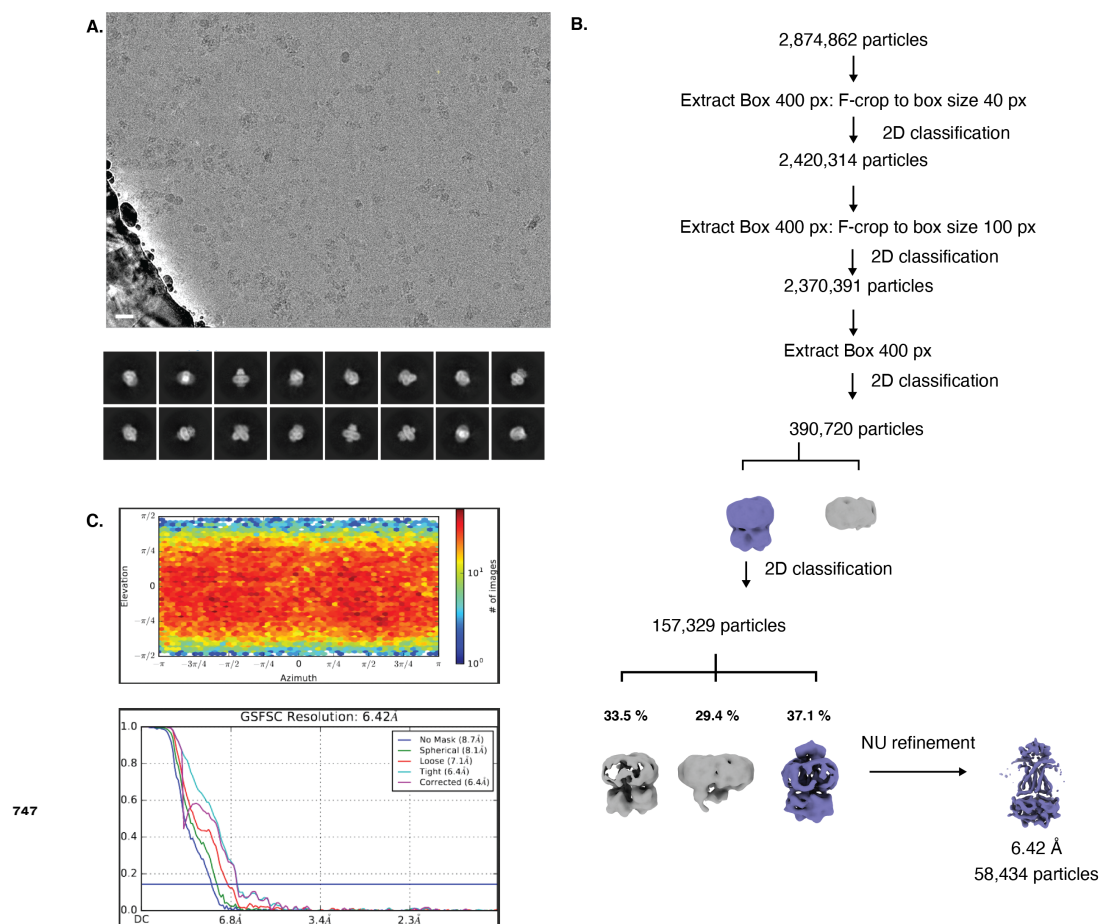 A.
B.
2,874,862 particles
Extract Box 400 px: F-crop to box size 40 px
2D classification
2,420,314 particles
Extract Box 400 px: F-crop to box size 100 px
2D classification
2,370,391 particles
Extract Box 400 px
2D classification
390,720 particles
2D classification
157,329 particles
33.5 %
29.4 %
37.1 %
NU refinement
6.42 Å
58,434 particles
C.
π/2
π/4
0
−π/4
−π/2
Elevation
−π
−3π/4
−π/2
−π/4
0
π/4
π/2
3π/4
π
Azimuth
10¹
10⁰
# of images
GSFSC Resolution: 6.42Å
No Mask (8.7Å)
Spherical (8.1Å)
Loose (7.1Å)
Tight (6.4Å)
Corrected (6.4Å)
1.0
0.8
0.6
0.4
0.2
0.0
DC
6.8Å
3.4Å
2.3Å
747